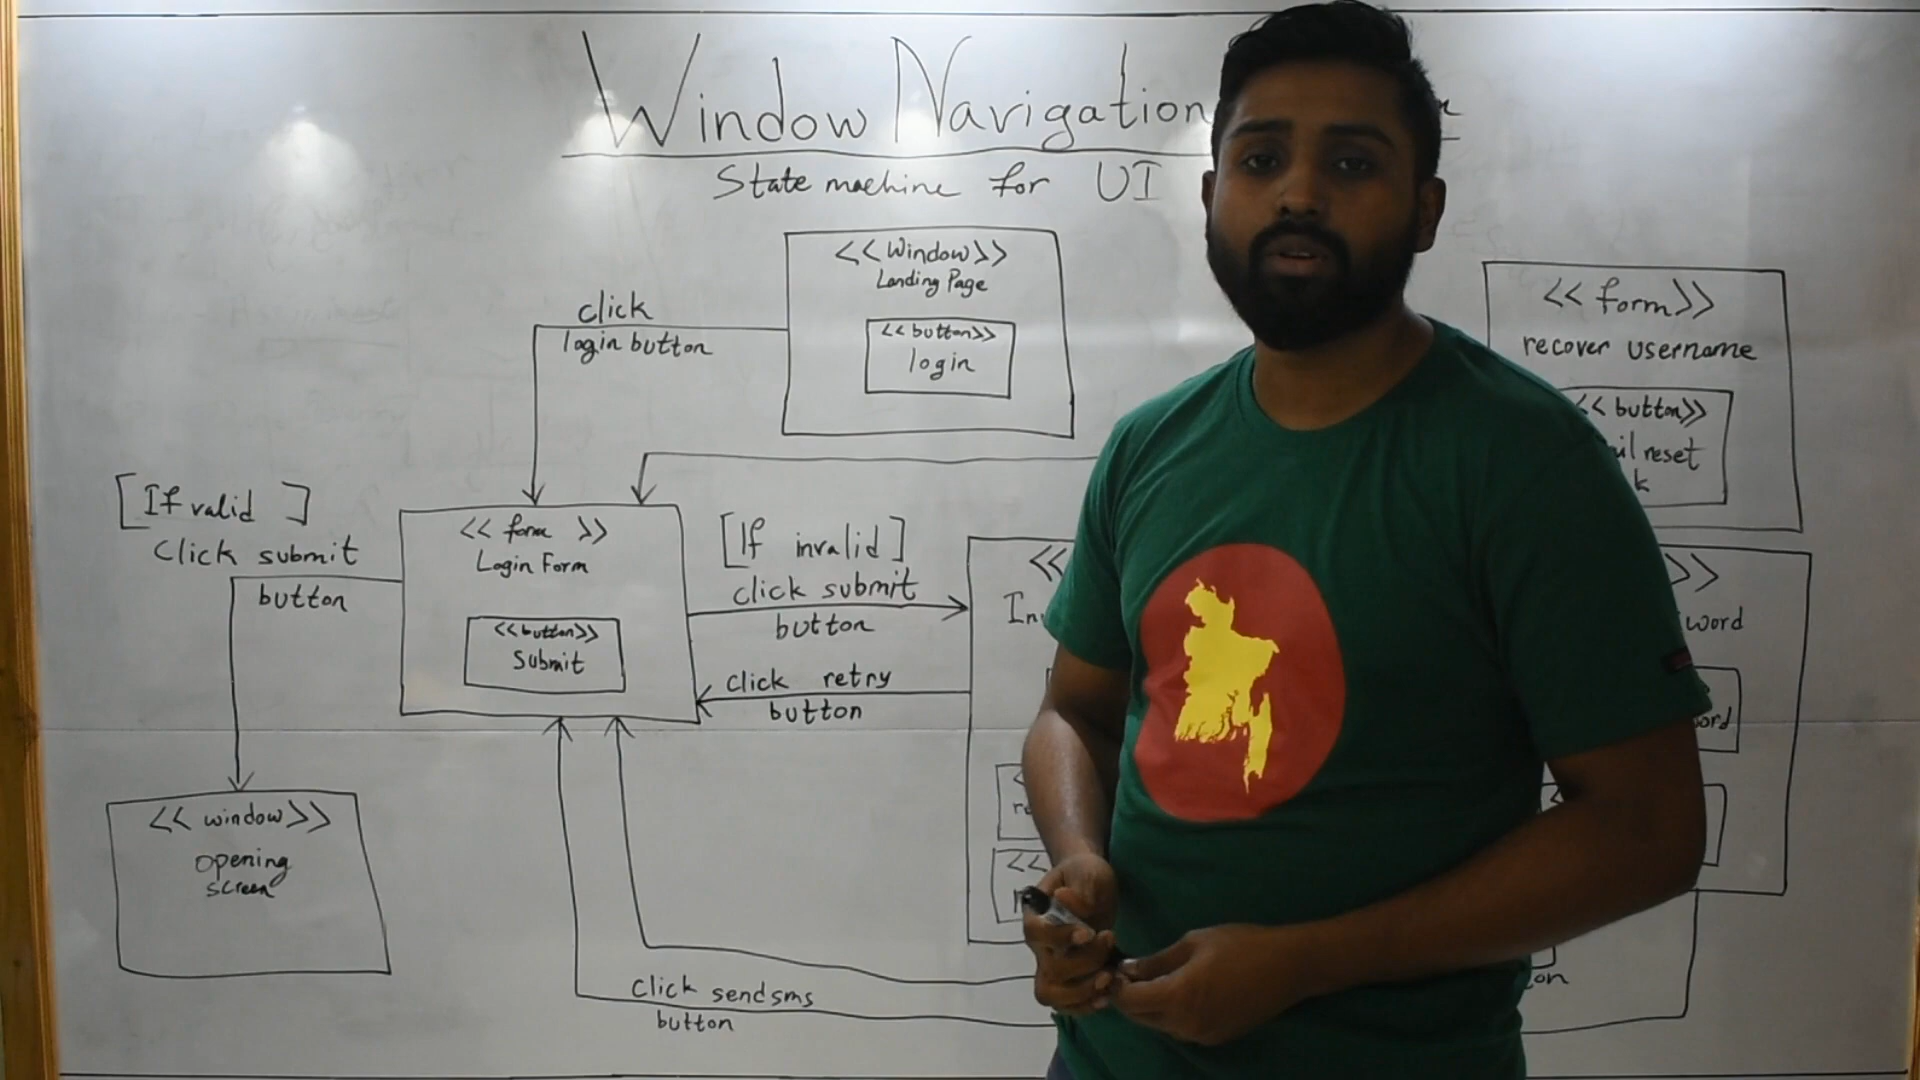 Window Navigation
State machine for UI
<<Window>>
Landing Page
<<button>>
login
click
login button
<<form>>
recover username
<<button>>
reset
[If valid]
Click submit
button
<<form>>
Login Form
<<button>>
Submit
[If invalid]
click submit
button
click retry
button
<<window>>
opening
screen
click sendsms
button